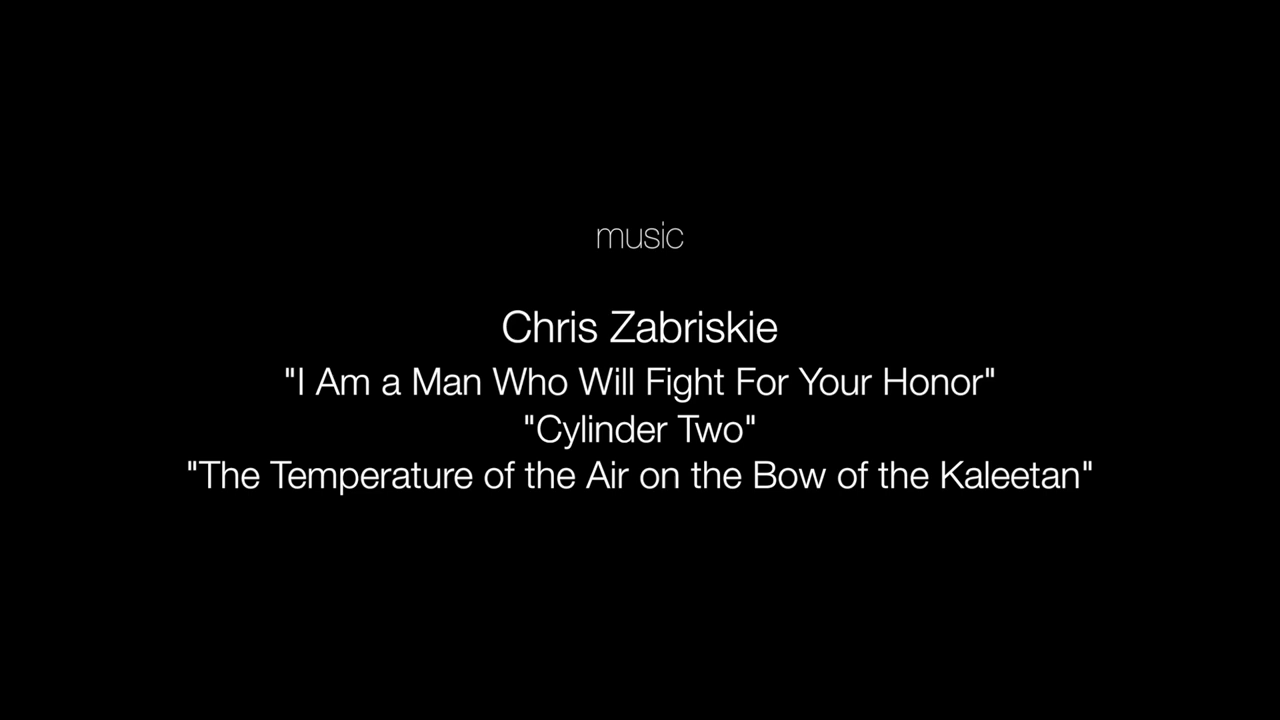 music
Chris Zabriskie
"I Am a Man Who Will Fight For Your Honor"
"Cylinder Two"
"The Temperature of the Air on the Bow of the Kaleetan"